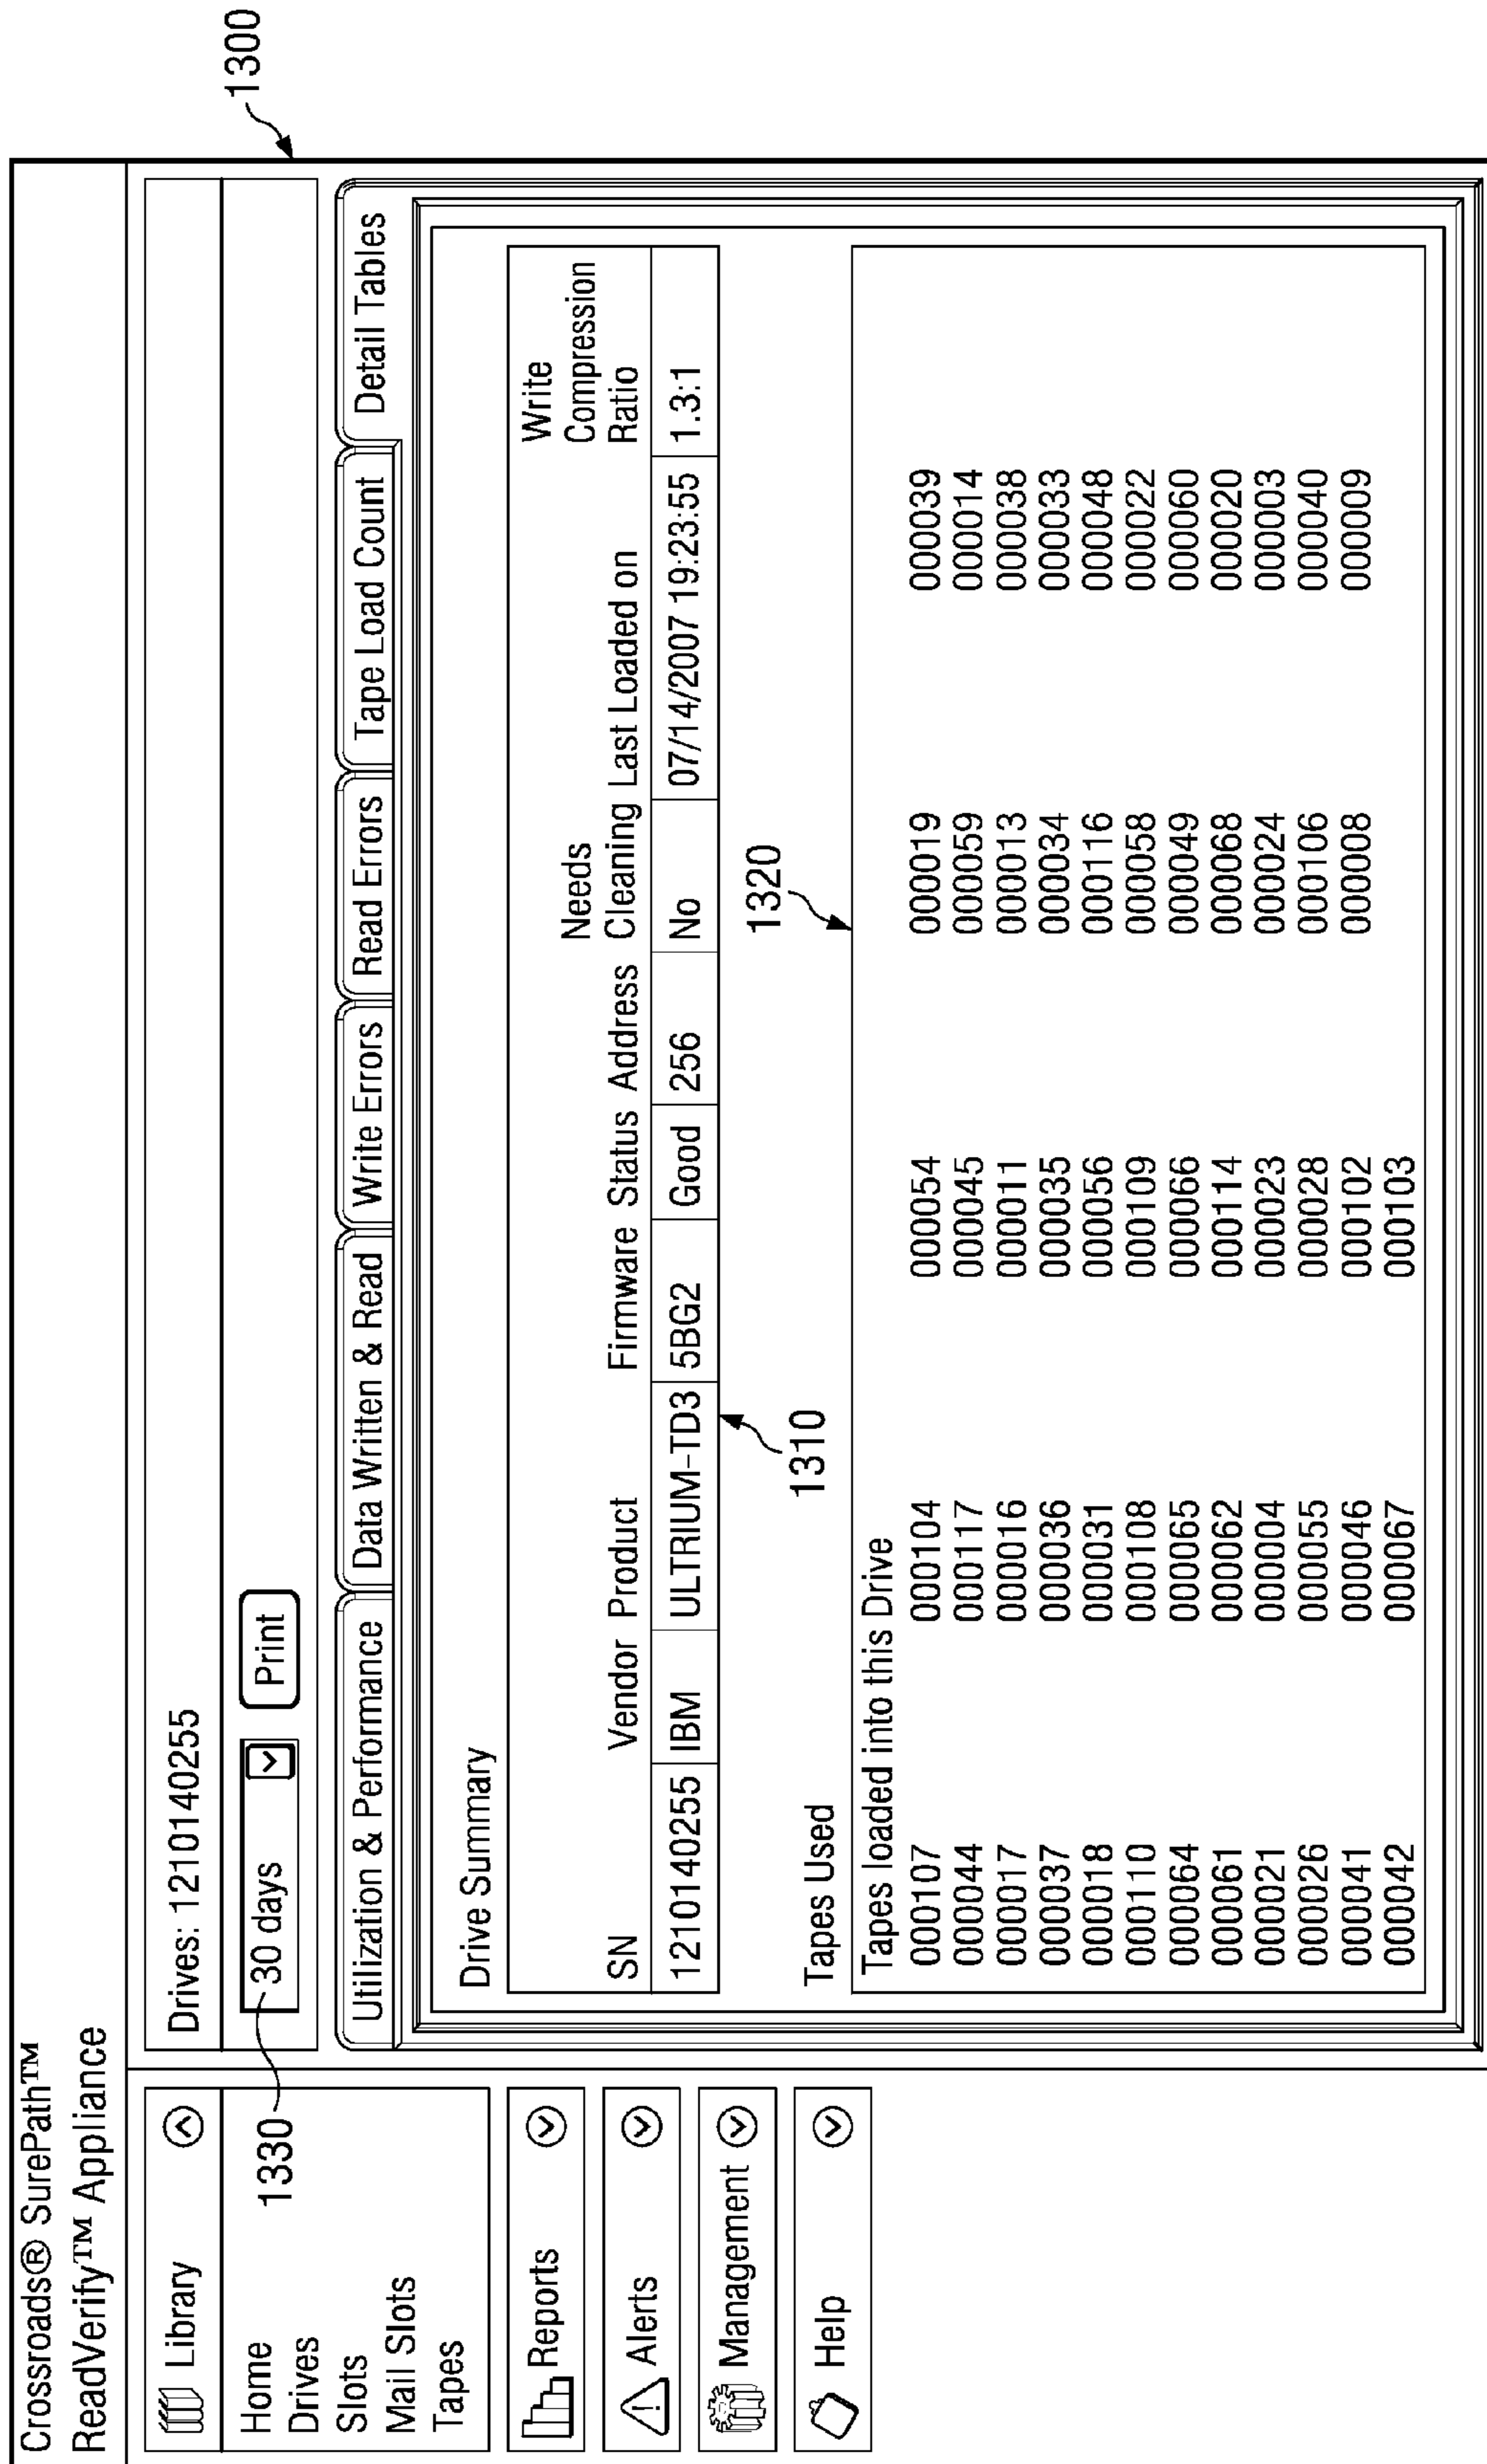 Crossroads® SurePath™
ReadVerify™ Appliance
1300
Library
Home
Drives
Slots
Mail Slots
Tapes
Reports
Alerts
Management
Help
Drives: 1210140255
1330
30 days
Print
Utilization & Performance Data Written & Read Write Errors Read Errors Tape Load Count Detail Tables
Drive Summary
SN Vendor Product Firmware Status Address Needs Cleaning Last Loaded on Write Compression Ratio
1210140255 IBM ULTRIUM-TD3 5BG2 Good 256 No 07/14/2007 19:23:55 1.3:1
1310
1320
Tapes Used
Tapes loaded into this Drive
000107 000104 000054 000019 000039
000044 000117 000045 000059 000014
000017 000016 000011 000013 000038
000037 000036 000035 000034 000033
000018 000031 000056 000116 000048
000110 000108 000109 000058 000022
000064 000065 000066 000049 000060
000061 000062 000114 000068 000020
000021 000004 000023 000024 000003
000026 000055 000028 000106 000040
000041 000046 000102 000008 000009
000042 000067 000103